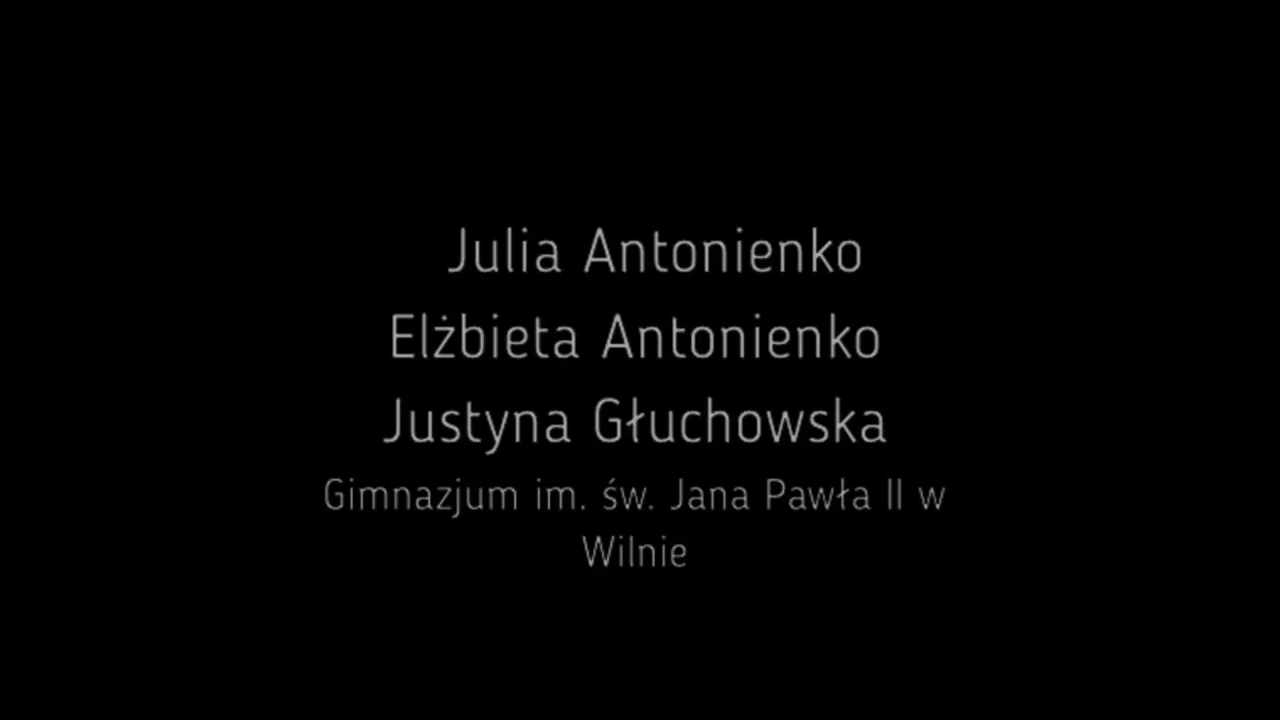 Julia Antonienko
Elżbieta Antonienko
Justyna Głuchowska
Gimnazjum im. św. Jana Pawła II w
Wilnie